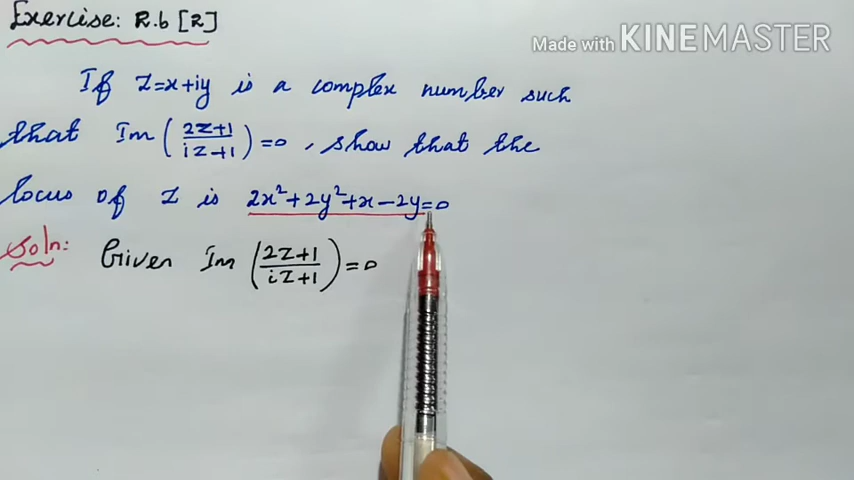 Exercise: 2.6 [2]
Made with KINEMASTER
If Z=x+iy is a complex number such
that Im(2Z+1/iZ+1)=0, show that the
locus of Z is 2x²+2y²+x-2y=0
Soln: Given Im(2Z+1/iZ+1)=0